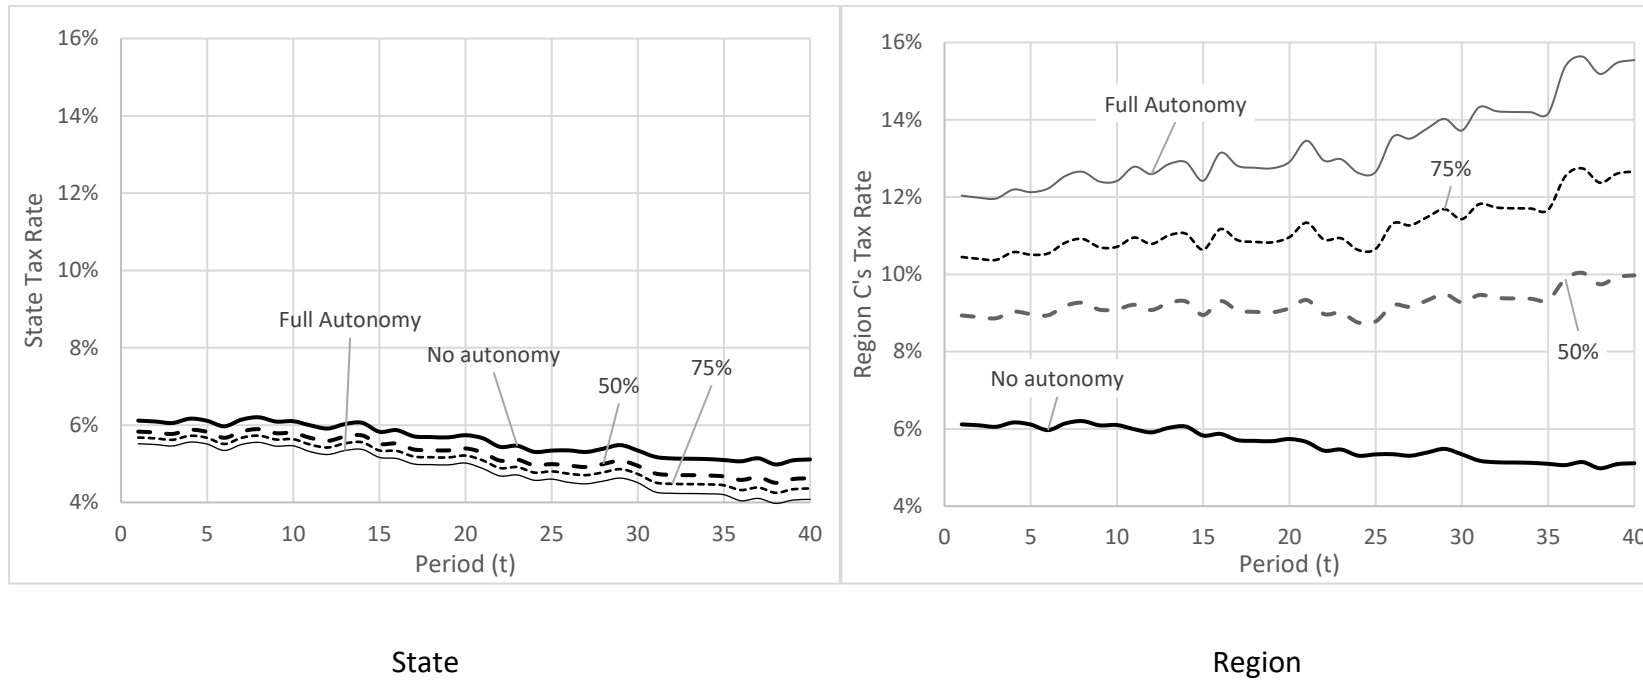 16%
14%
12%
10%
8%
6%
4%
State Tax Rate
Full Autonomy
No autonomy
50%
75%
0 5 10 15 20 25 30 35 40
Period (t)
16%
14%
12%
10%
8%
6%
4%
Region C's Tax Rate
Full Autonomy
75%
50%
No autonomy
0 5 10 15 20 25 30 35 40
Period (t)
State
Region